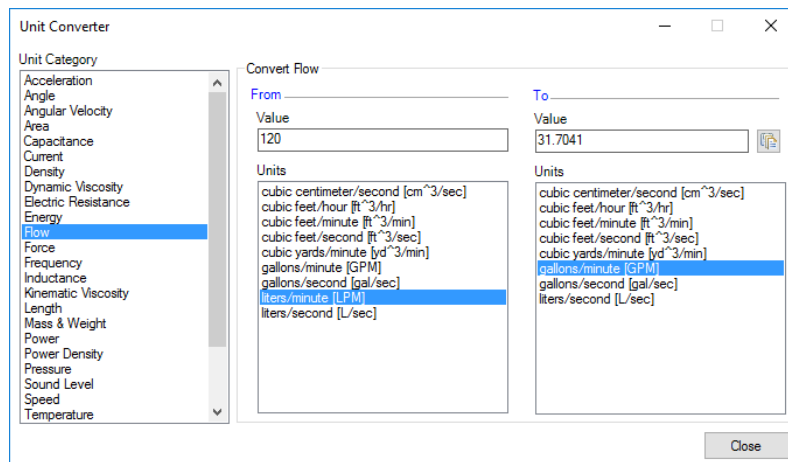 Unit Converter
Unit Category
Acceleration
Angle
Angular Velocity
Area
Capacitance
Current
Density
Dynamic Viscosity
Electric Resistance
Energy
Flow
Force
Frequency
Inductance
Kinematic Viscosity
Length
Mass & Weight
Power
Power Density
Pressure
Sound Level
Speed
Temperature
Convert Flow
From
Value
120
Units
cubic centimeter/second [cm^3/sec]
cubic feet/hour [ft^3/hr]
cubic feet/minute [ft^3/min]
cubic feet/second [ft^3/sec]
cubic yards/minute [yd^3/min]
gallons/minute [GPM]
gallons/second [gal/sec]
liters/minute [LPM]
liters/second [L/sec]
To
Value
31.7041
Units
cubic centimeter/second [cm^3/sec]
cubic feet/hour [ft^3/hr]
cubic feet/minute [ft^3/min]
cubic feet/second [ft^3/sec]
cubic yards/minute [yd^3/min]
gallons/minute [GPM]
gallons/second [gal/sec]
liters/second [L/sec]
Close